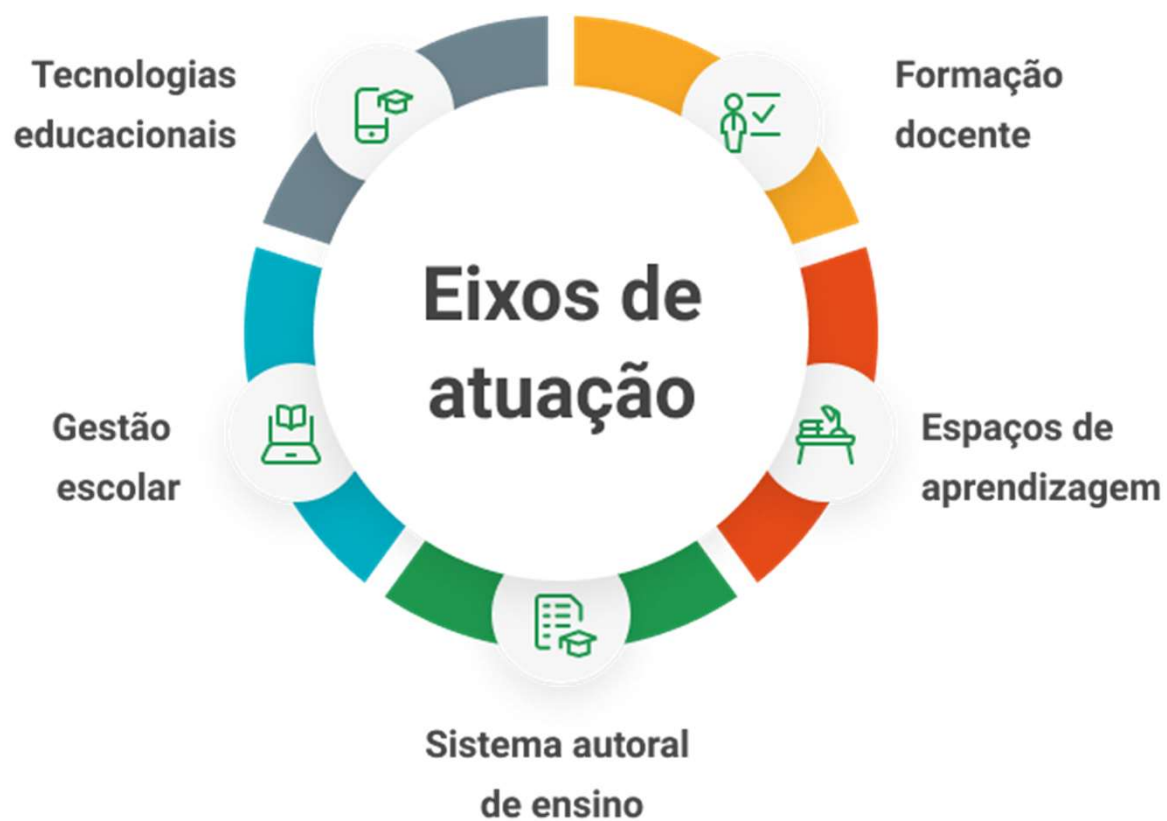 Tecnologias
educacionais
Formação
docente
Eixos de
atuação
Gestão
escolar
Espaços de
aprendizagem
Sistema autoral
de ensino